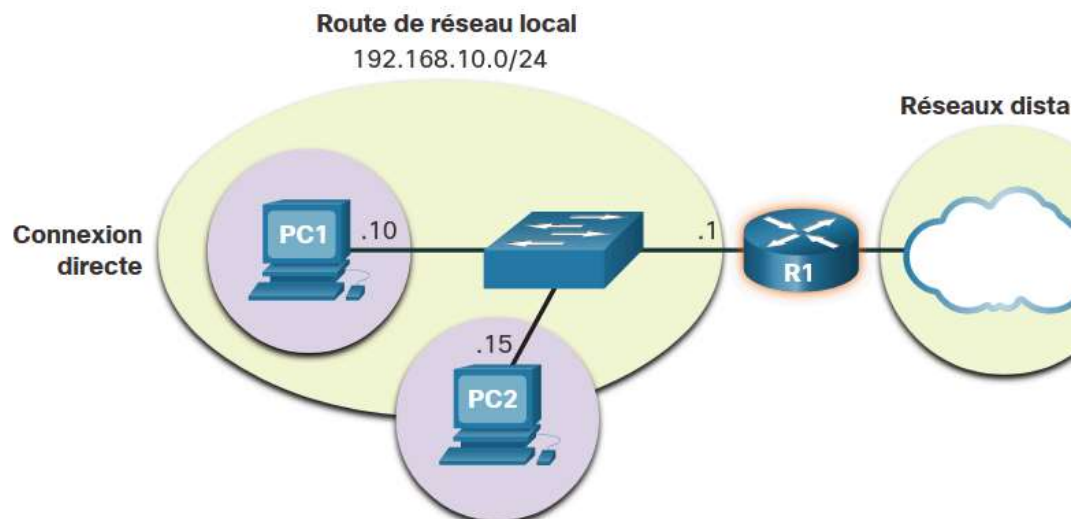 Route de réseau local
192.168.10.0/24
Réseaux dista
Connexion
directe
PC1
.10
.1
R1
.15
PC2